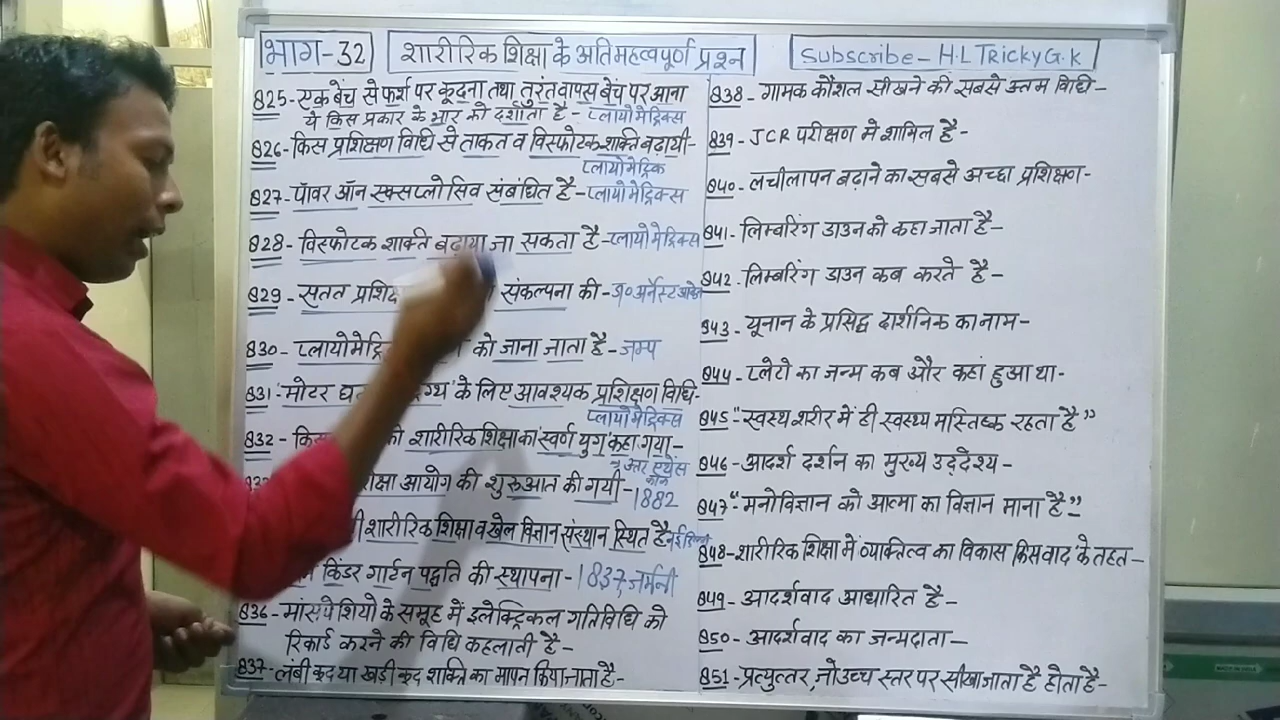 भाग-32
शारीरिक शिक्षा के अतिमहत्वपूर्ण प्रश्न
Subscribe - H.L TRICKY G.K
825- एक बेंच से फर्श पर कूदना तथा तुरंत वापस बेंच पर आना
ये किस प्रकार के भार को दर्शाता है - प्लायोमेट्रिक्स
826- किस प्रशिक्षण विधि से ताकत व विस्फोटक शक्ति बढ़ायी-
प्लायोमेट्रिक
827- पॉवर ऑन स्क्सप्लोसिव संबंधित है - प्लायोमेट्रिक्स
828- विस्फोटक शक्ति बढ़ाया जा सकता है - प्लायोमेट्रिक्स
829- सतत संकल्पना की - डा० अर्नेस्ट
830- को जाना जाता है - जम्प
831- मोटर के लिए आवश्यक प्रशिक्षण विधि-
प्लायोमेट्रिक्स
832- शारीरिक शिक्षा का स्वर्ण युग कहा गया -
एथेंस
काल
आयोग की शुरूआत की गयी -
1882
शारीरिक शिक्षा व खेल विज्ञान संस्थान स्थित है
किंडर गार्टन पद्धति की स्थापना - 1837, जर्मनी
836- मांसपेशियो के समूह में इलेक्ट्रिकल गतिविधि को
रिकार्ड करने की विधि कहलाती है -
837- लंबी कूद या खड़ी कूद शक्ति का मापन किया जाता है -
838- गामक कौशल सीखने की सबसे उत्तम विधि -
839- JCR परीक्षण मे शामिल है -
840- लचीलापन बढाने का सबसे अच्छा प्रशिक्षण -
841- लिम्बरिंग डाउन को कहा जाता है -
842- लिम्बरिंग डाउन कब करते है -
843- यूनान के प्रसिद्ध दार्शनिक का नाम -
844- प्लेटो का जन्म कब और कहां हुआ था -
845- "स्वस्थ शरीर में ही स्वस्थ्य मस्तिष्क रहता है"
846- आदर्श दर्शन का मुख्य उद्देश्य -
847- "मनोविज्ञान को आत्मा का विज्ञान माना है" -
848- शारीरिक शिक्षा में व्यक्तित्व का विकास किस वाद के तहत -
849- आदर्शवाद आधारित है -
850- आदर्शवाद का जन्मदाता -
851- प्रत्युत्तर, जो उच्च स्तर पर सीखा जाता है होता है -